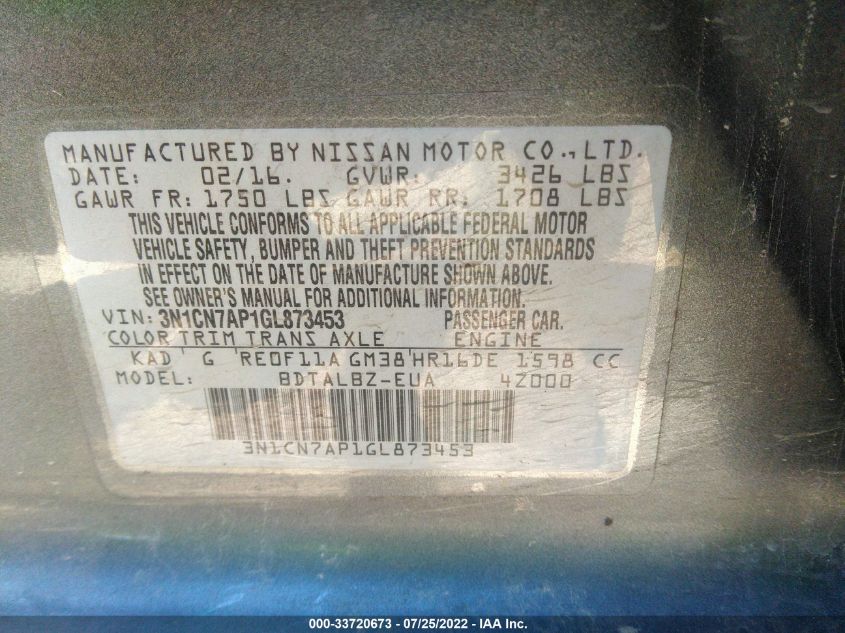 MANUFACTURED BY NISSAN MOTOR CO., LTD.
DATE: 02/16. GVWR: 3426 LBS
GAWR FR: 1750 LBS GAWR RR: 1708 LBS
THIS VEHICLE CONFORMS TO ALL APPLICABLE FEDERAL MOTOR
VEHICLE SAFETY, BUMPER AND THEFT PREVENTION STANDARDS
IN EFFECT ON THE DATE OF MANUFACTURE SHOWN ABOVE.
SEE OWNER'S MANUAL FOR ADDITIONAL INFORMATION.
VIN: 3N1CN7AP1GL873453 PASSENGER CAR.
COLOR TRIM TRANS AXLE ENGINE
KAD G RE0F11A GM38 HR16DE 1598 CC
MODEL: BDTALBZ-EUA 4Z000
3N1CN7AP1GL873453
000-33720673 - 07/25/2022 - IAA Inc.